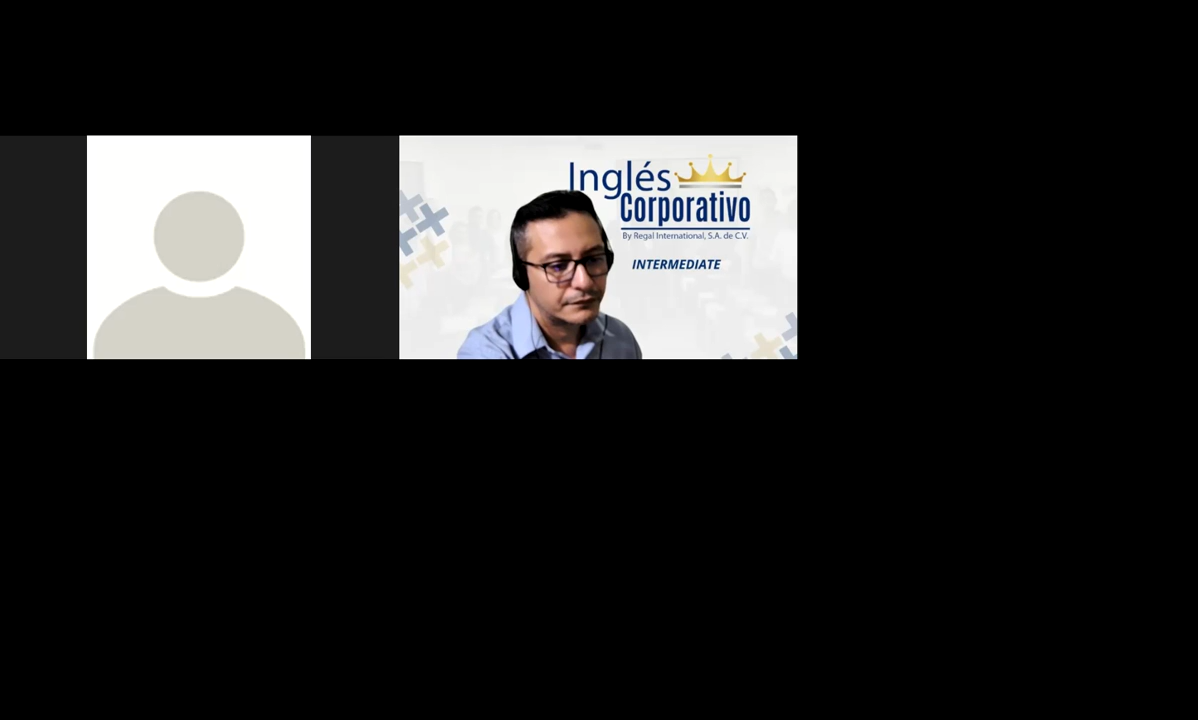 Inglés
Corporativo
By Regal International, S.A. de C.V.
INTERMEDIATE